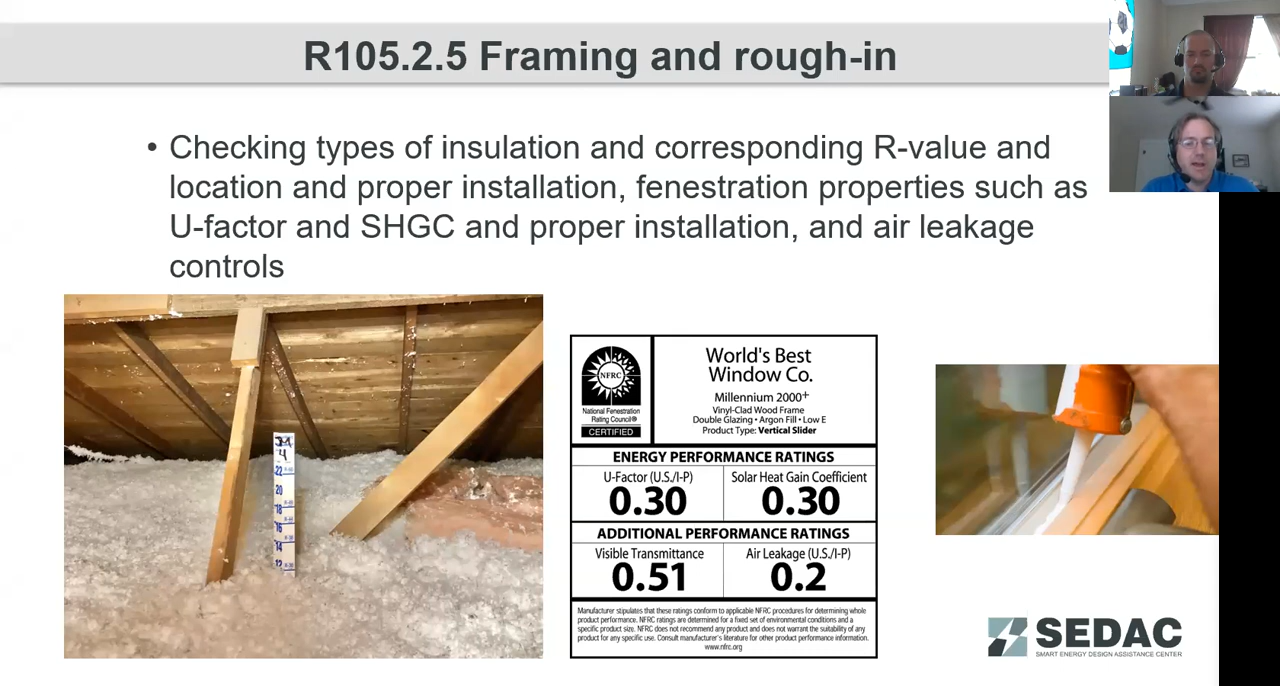 R105.2.5 Framing and rough-in
• Checking types of insulation and corresponding R-value and
location and proper installation, fenestration properties such as
U-factor and SHGC and proper installation, and air leakage
controls
22
20
18
16
14
NFRC
National Fenestration
Rating Council®
CERTIFIED
World's Best
Window Co.
Millennium 2000+
Vinyl-Clad Wood Frame
Double Glazing • Argon Fill • Low E
Product Type: Vertical Slider
ENERGY PERFORMANCE RATINGS
U-Factor (U.S./I-P)
0.30
Solar Heat Gain Coefficient
0.30
ADDITIONAL PERFORMANCE RATINGS
Visible Transmittance
0.51
Air Leakage (U.S./I-P)
0.2
Manufacturer stipulates that these ratings conform to applicable NFRC procedures for determining whole
product performance. NFRC ratings are determined for a fixed set of environmental conditions and a
specific product size. NFRC does not recommend any product and does not warrant the suitability of any
product for any specific use. Consult manufacturer's literature for other product performance information.
www.nfrc.org
SEDAC
SMART ENERGY DESIGN ASSISTANCE CENTER